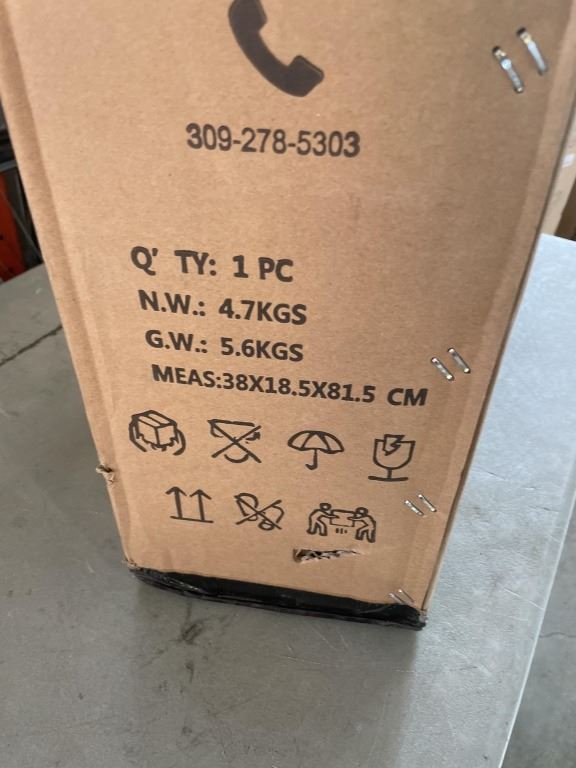 309-278-5303
Q' TY: 1 PC
N.W.: 4.7KGS
G.W.: 5.6KGS
MEAS:38X18.5X81.5 CM